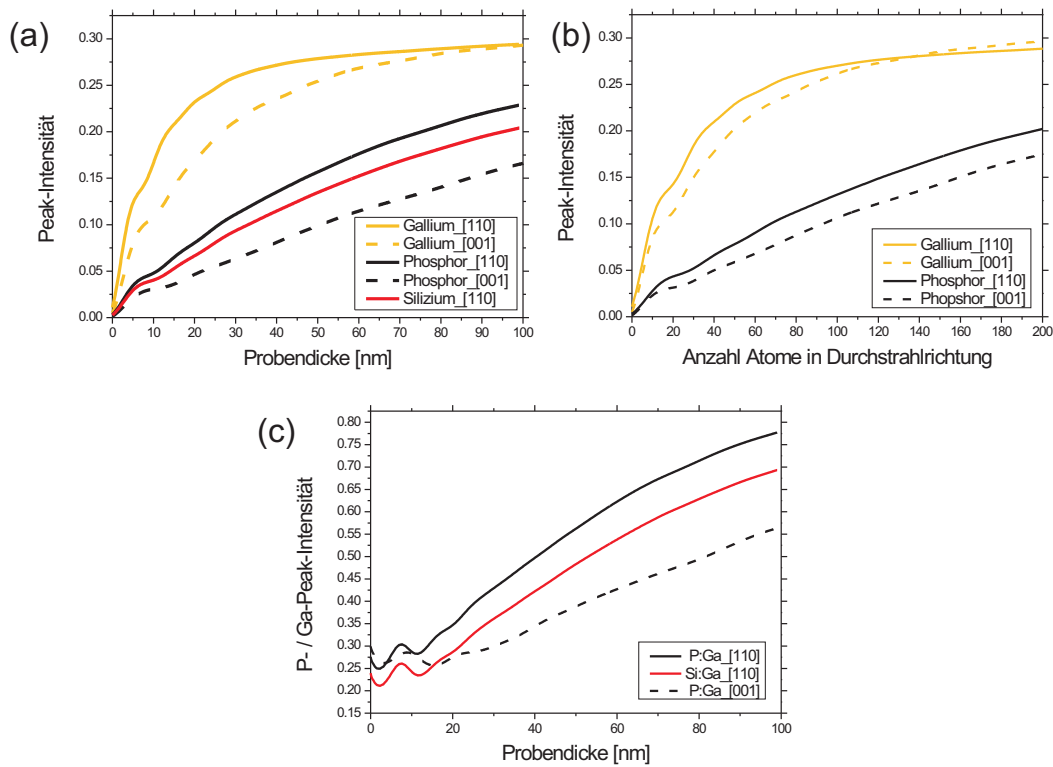 (a)
Peak-Intensität
0.30
0.25
0.20
0.15
0.10
0.05
0.00
0 10 20 30 40 50 60 70 80 90 100
Probendicke [nm]
Gallium_[110]
Gallium_[001]
Phosphor_[110]
Phosphor_[001]
Silizium_[110]
(b)
Peak-Intensität
0.30
0.25
0.20
0.15
0.10
0.05
0.00
0 20 40 60 80 100 120 140 160 180 200
Anzahl Atome in Durchstrahlrichtung
Gallium_[110]
Gallium_[001]
Phosphor_[110]
Phopshor_[001]
(c)
P- / Ga-Peak-Intensität
0.80
0.75
0.70
0.65
0.60
0.55
0.50
0.45
0.40
0.35
0.30
0.25
0.20
0.15
0 20 40 60 80 100
Probendicke [nm]
P:Ga_[110]
Si:Ga_[110]
P:Ga_[001]